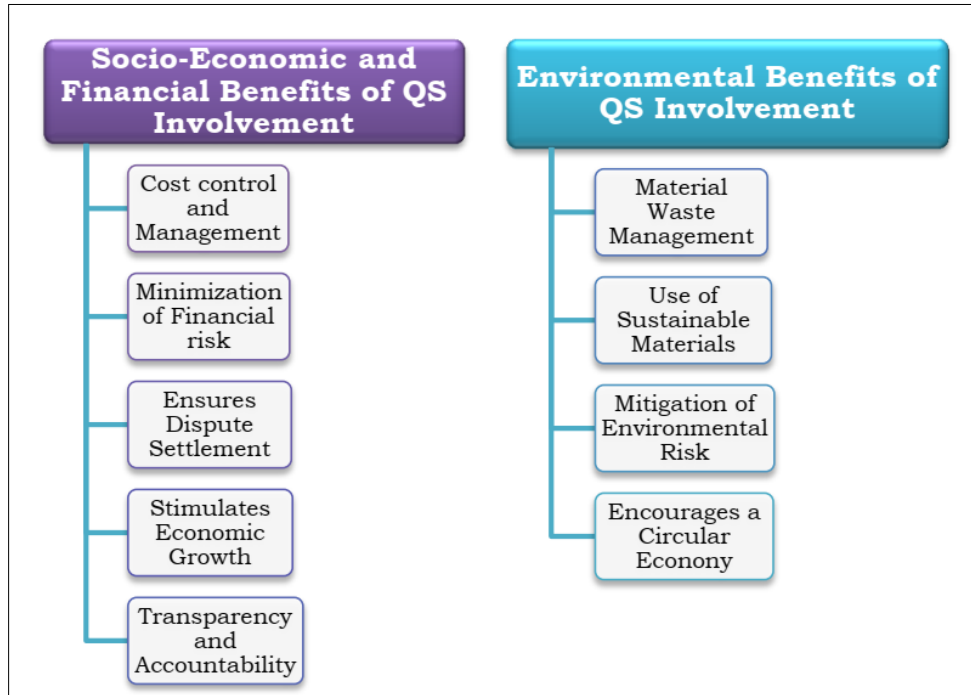 Socio-Economic and
Financial Benefits of QS
Involvement
Cost control
and
Management
Minimization
of Financial
risk
Ensures
Dispute
Settlement
Stimulates
Economic
Growth
Transparency
and
Accountability
Environmental Benefits of
QS Involvement
Material
Waste
Management
Use of
Sustainable
Materials
Mitigation of
Environmental
Risk
Encourages a
Circular
Econony